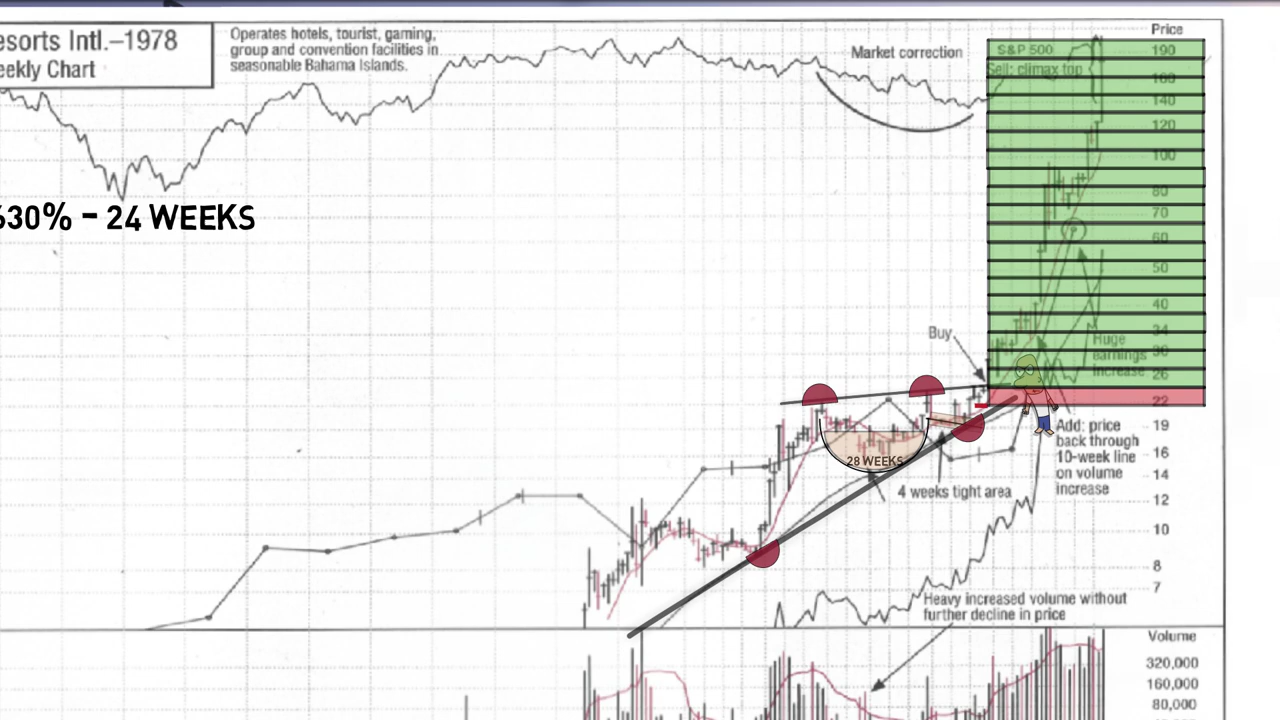 esorts Intl.–1978
eekly Chart
Operates hotels, tourist, gaming,
group and convention facilities in
seasonable Bahama Islands.
630% - 24 WEEKS
Market correction
Price
S&P 500
Sell: climax top
190
160
140
120
100
80
70
60
50
40
34
30
26
22
19
16
14
12
10
8
7
Buy
Huge
earnings
increase
28 WEEKS
4 weeks tight area
Add: price
back through
10-week line
on volume
increase
Heavy increased volume without
further decline in price
Volume
320,000
160,000
80,000